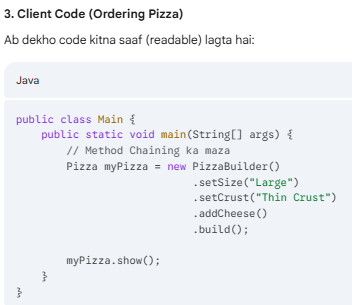 3. Client Code (Ordering Pizza)
Ab dekho code kitna saaf (readable) lagta hai:
Java
public class Main {
    public static void main(String[] args) {
        // Method Chaining ka maza
        Pizza myPizza = new PizzaBuilder()
                            .setSize("Large")
                            .setCrust("Thin Crust")
                            .addCheese()
                            .build();

        myPizza.show();
    }
}